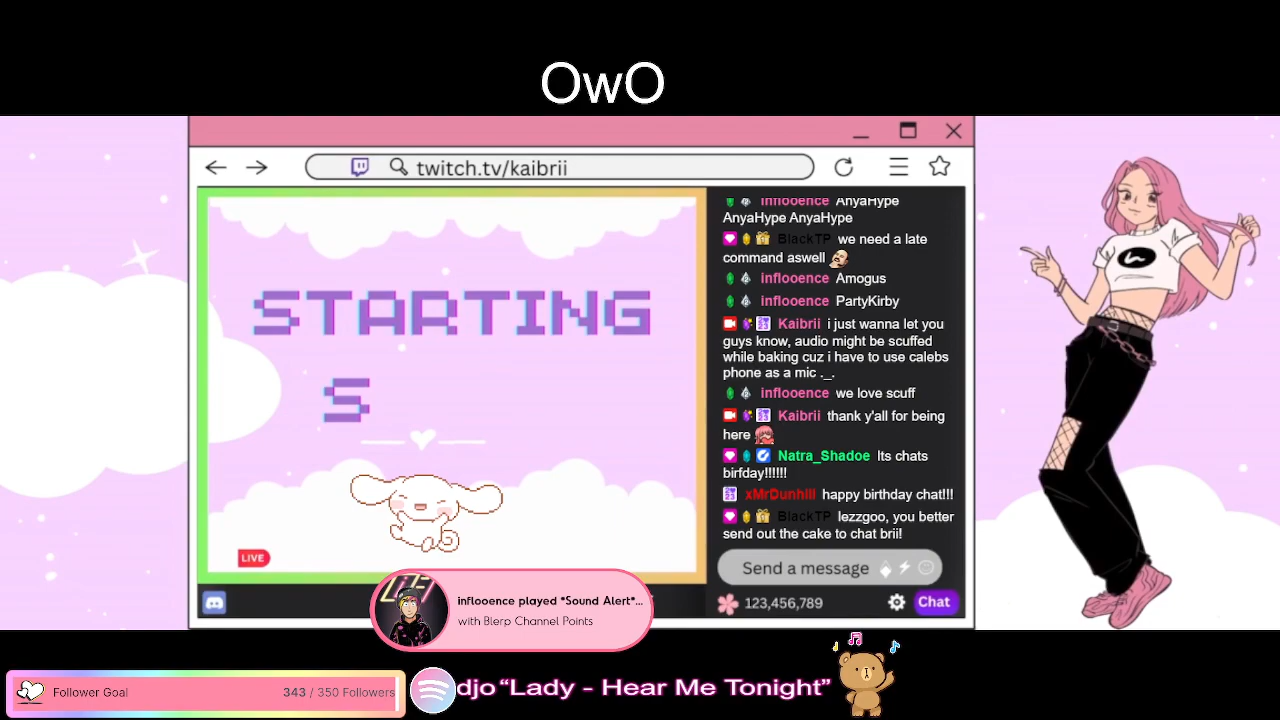 OwO
twitch.tv/kaibrii
STARTING
S
LIVE
inflooence AnyaHype
AnyaHype AnyaHype
BlackTP we need a late
command aswell
inflooence Amogus
inflooence PartyKirby
Kaibrii i just wanna let you
guys know, audio might be scuffed
while baking cuz i have to use calebs
phone as a mic ._.
inflooence we love scuff
Kaibrii thank y'all for being
here
Natra_Shadoe Its chats
birfday!!!!!!
xMrDunhill happy birthday chat!!!
BlackTP lezzgoo, you better
send out the cake to chat brii!
Send a message
123,456,789
Chat
inflooence played *Sound Alert*...
with Blerp Channel Points
Follower Goal
343 / 350 Followers
djo “Lady - Hear Me Tonight”